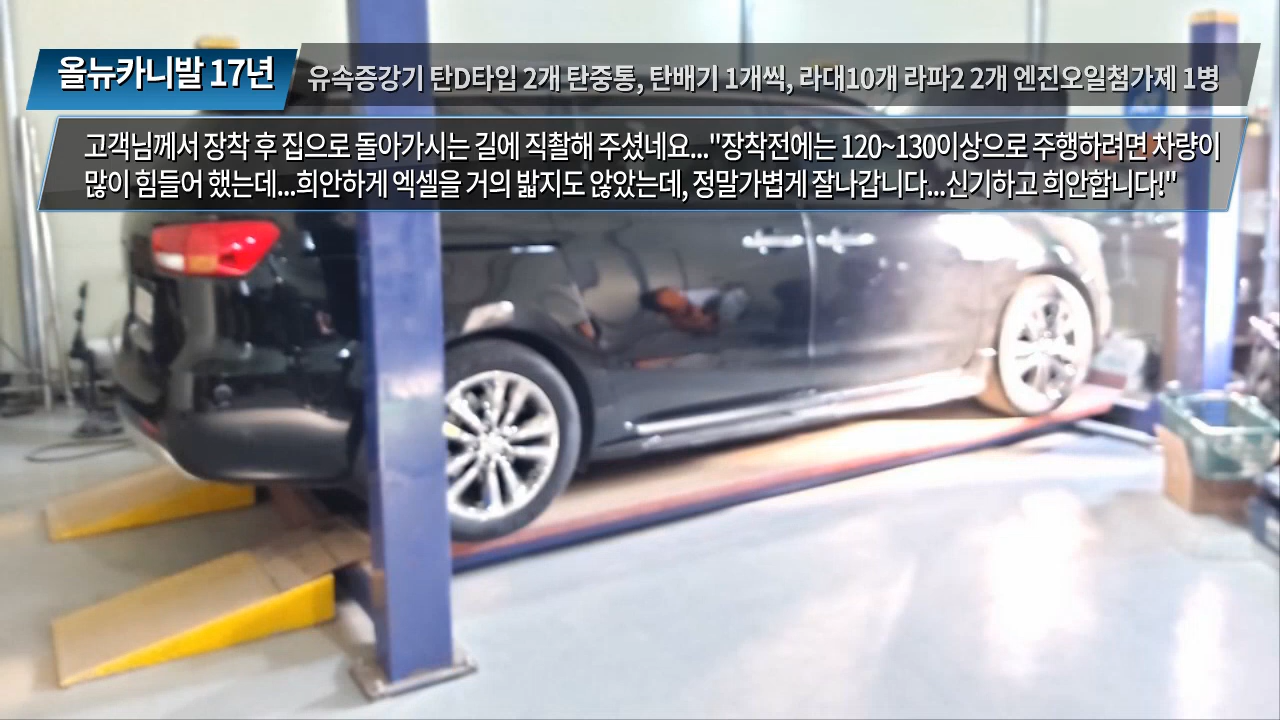 올뉴카니발 17년
유속증강기 탄D타입 2개 탄중통, 탄배기 1개씩, 라대10개 라파2 2개 엔진오일첨가제 1병
고객님께서 장착 후 집으로 돌아가시는 길에 직촬해 주셨네요..."장착전에는 120~130이상으로 주행하려면 차량이
많이 힘들어 했는데...희안하게 엑셀을 거의 밟지도 않았는데, 정말가볍게 잘나갑니다...신기하고 희안합니다!"